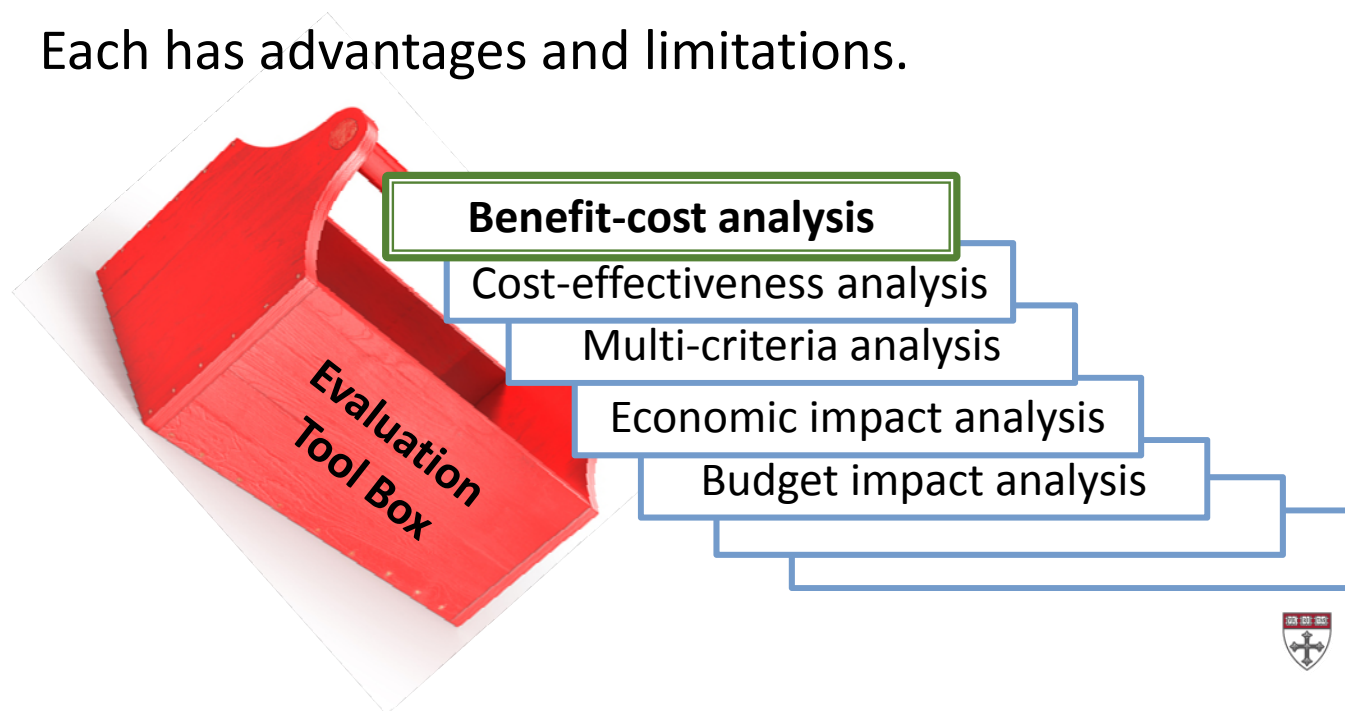 Each has advantages and limitations.
Benefit-cost analysis
Cost-effectiveness analysis
Multi-criteria analysis
Economic impact analysis
Budget impact analysis
Evaluation
Tool Box